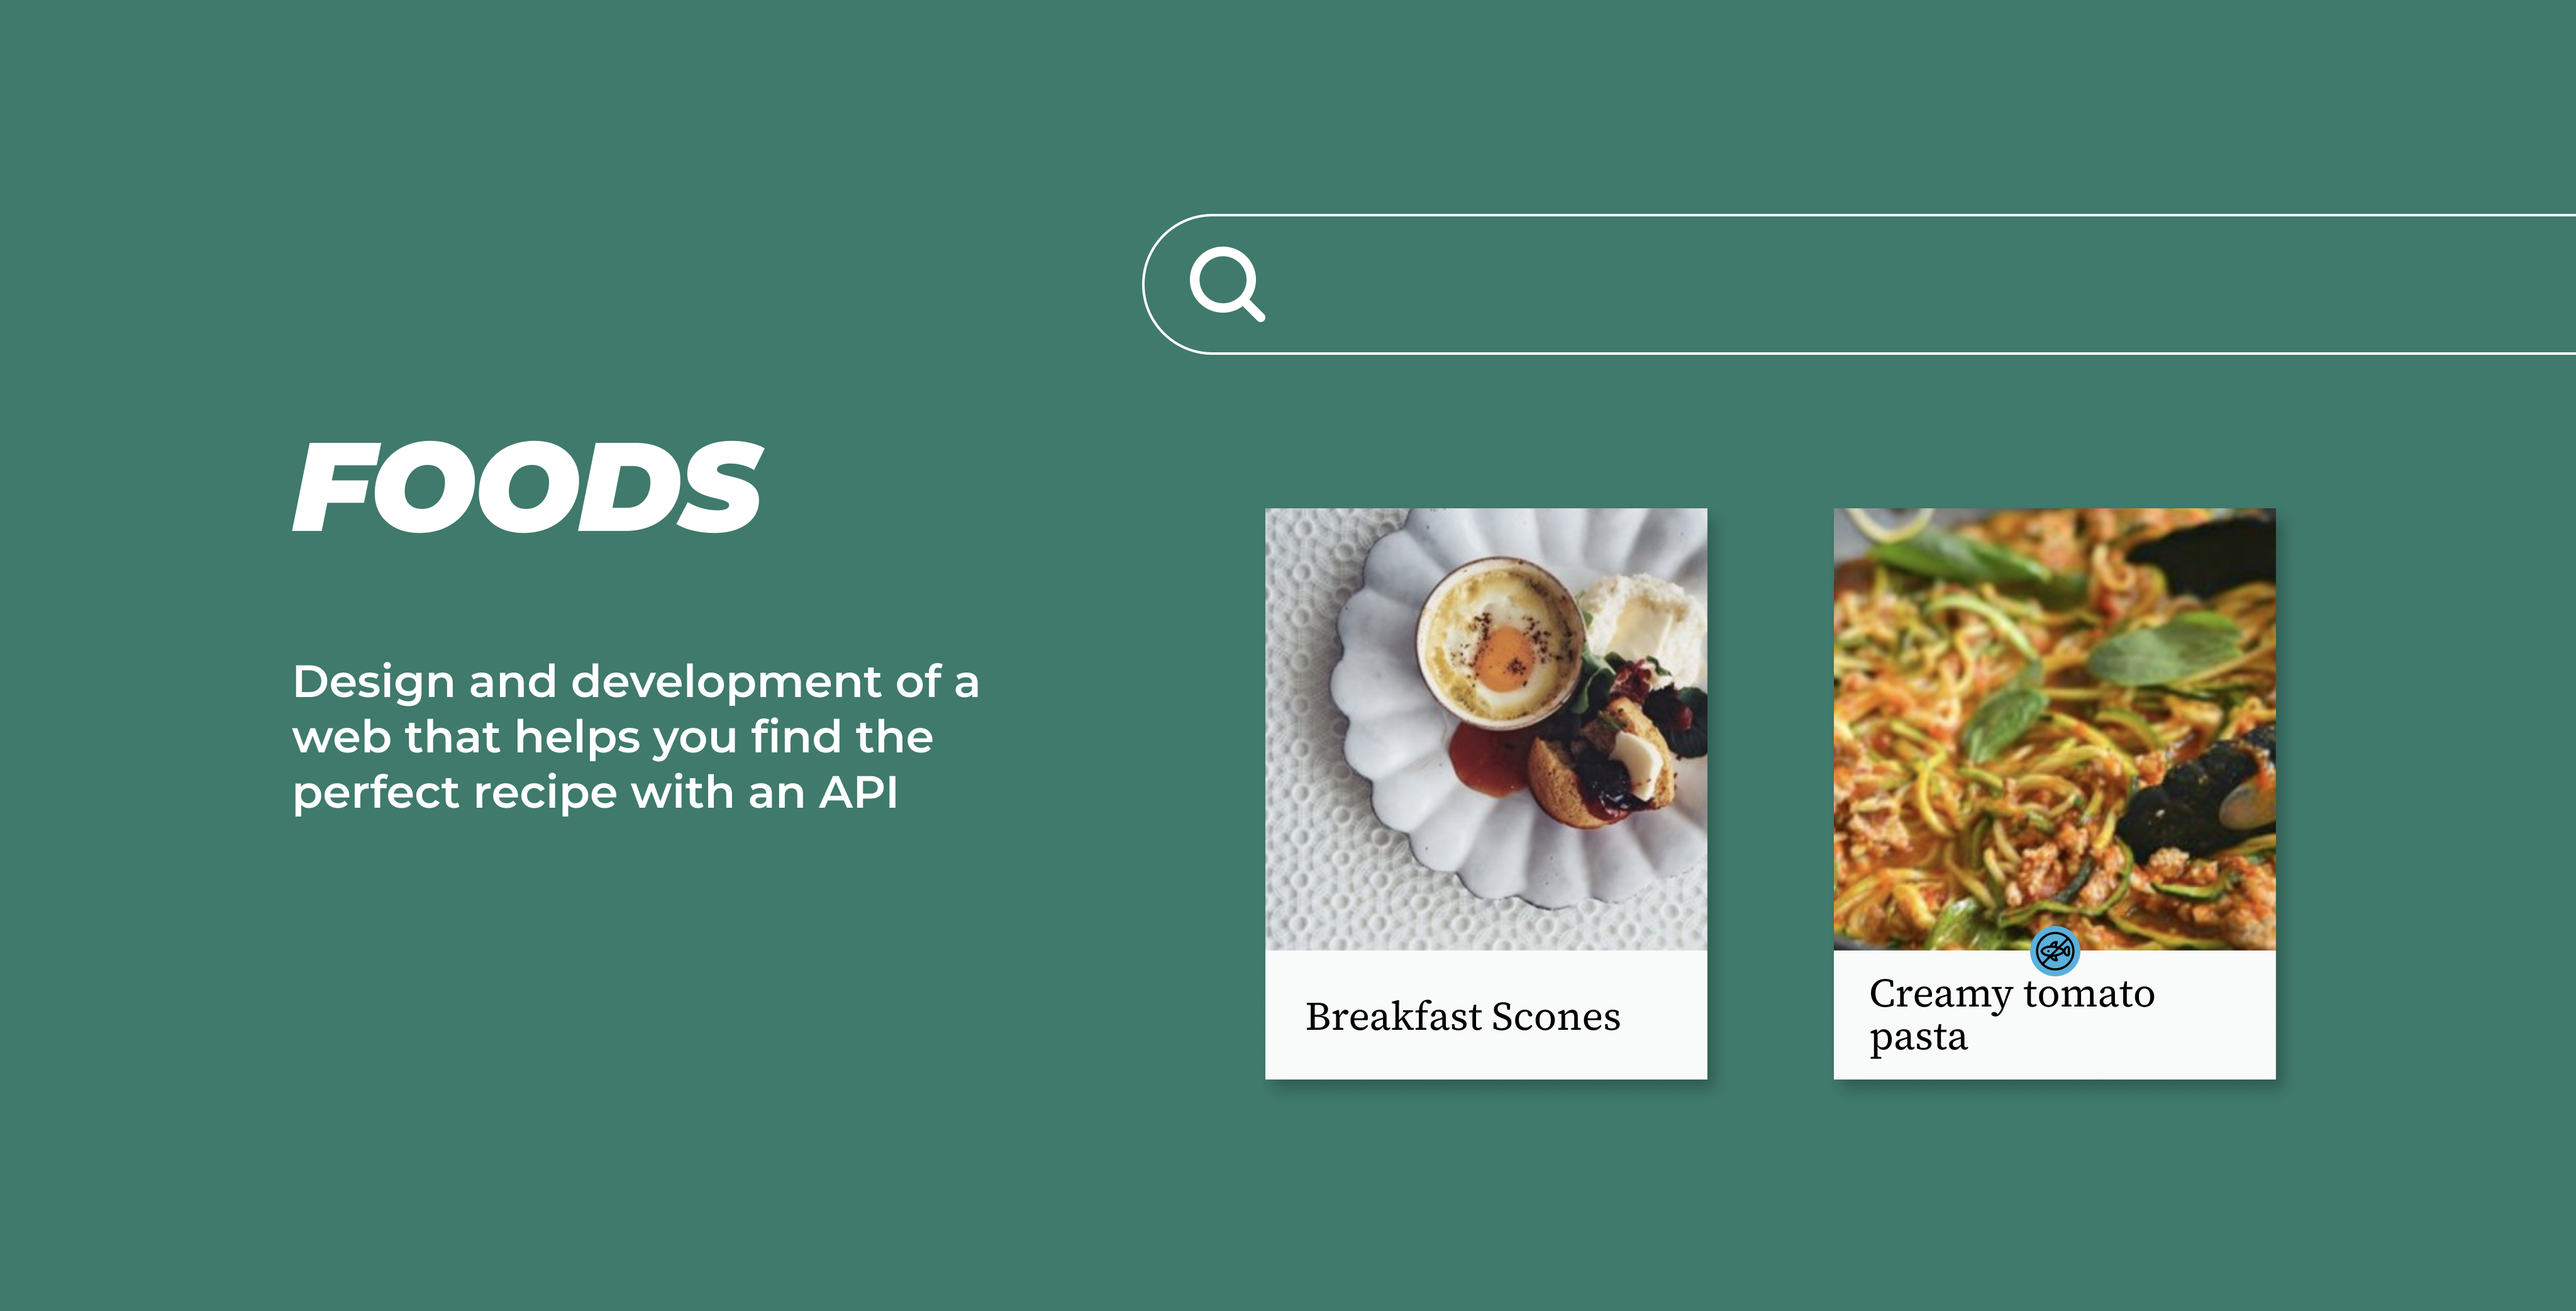 FOODS
Design and development of a
web that helps you find the
perfect recipe with an API
Breakfast Scones
Creamy tomato
pasta